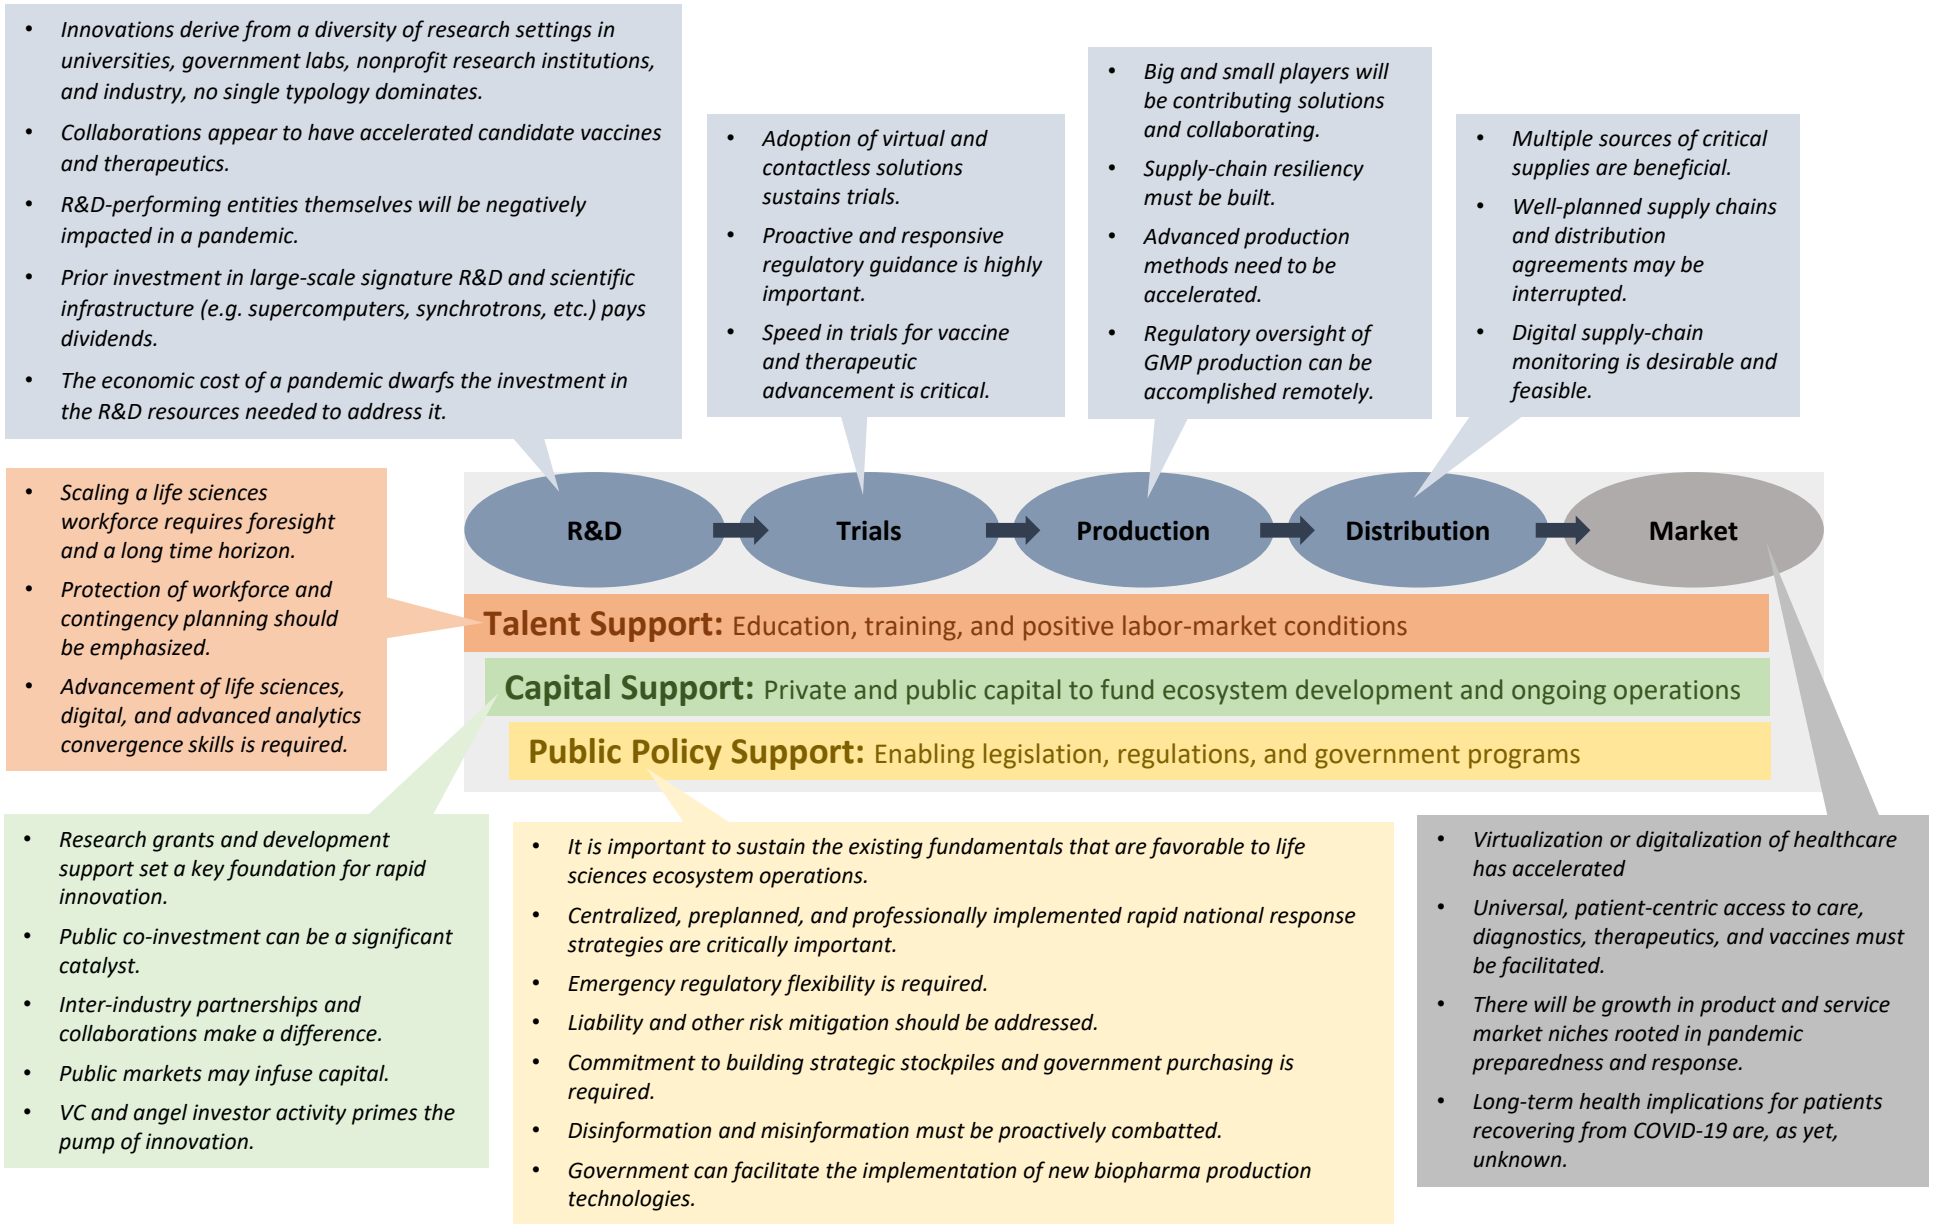 • Innovations derive from a diversity of research settings in
universities, government labs, nonprofit research institutions,
and industry, no single typology dominates.
• Collaborations appear to have accelerated candidate vaccines
and therapeutics.
• R&D-performing entities themselves will be negatively
impacted in a pandemic.
• Prior investment in large-scale signature R&D and scientific
infrastructure (e.g. supercomputers, synchrotrons, etc.) pays
dividends.
• The economic cost of a pandemic dwarfs the investment in
the R&D resources needed to address it.
• Adoption of virtual and
contactless solutions
sustains trials.
• Proactive and responsive
regulatory guidance is highly
important.
• Speed in trials for vaccine
and therapeutic
advancement is critical.
• Big and small players will
be contributing solutions
and collaborating.
• Supply-chain resiliency
must be built.
• Advanced production
methods need to be
accelerated.
• Regulatory oversight of
GMP production can be
accomplished remotely.
• Multiple sources of critical
supplies are beneficial.
• Well-planned supply chains
and distribution
agreements may be
interrupted.
• Digital supply-chain
monitoring is desirable and
feasible.
R&D
Trials
Production
Distribution
Market
• Scaling a life sciences
workforce requires foresight
and a long time horizon.
• Protection of workforce and
contingency planning should
be emphasized.
• Advancement of life sciences,
digital, and advanced analytics
convergence skills is required.
Talent Support: Education, training, and positive labor-market conditions
Capital Support: Private and public capital to fund ecosystem development and ongoing operations
Public Policy Support: Enabling legislation, regulations, and government programs
• Research grants and development
support set a key foundation for rapid
innovation.
• Public co-investment can be a significant
catalyst.
• Inter-industry partnerships and
collaborations make a difference.
• Public markets may infuse capital.
• VC and angel investor activity primes the
pump of innovation.
• It is important to sustain the existing fundamentals that are favorable to life
sciences ecosystem operations.
• Centralized, preplanned, and professionally implemented rapid national response
strategies are critically important.
• Emergency regulatory flexibility is required.
• Liability and other risk mitigation should be addressed.
• Commitment to building strategic stockpiles and government purchasing is
required.
• Disinformation and misinformation must be proactively combatted.
• Government can facilitate the implementation of new biopharma production
technologies.
• Virtualization or digitalization of healthcare
has accelerated
• Universal, patient-centric access to care,
diagnostics, therapeutics, and vaccines must
be facilitated.
• There will be growth in product and service
market niches rooted in pandemic
preparedness and response.
• Long-term health implications for patients
recovering from COVID-19 are, as yet,
unknown.